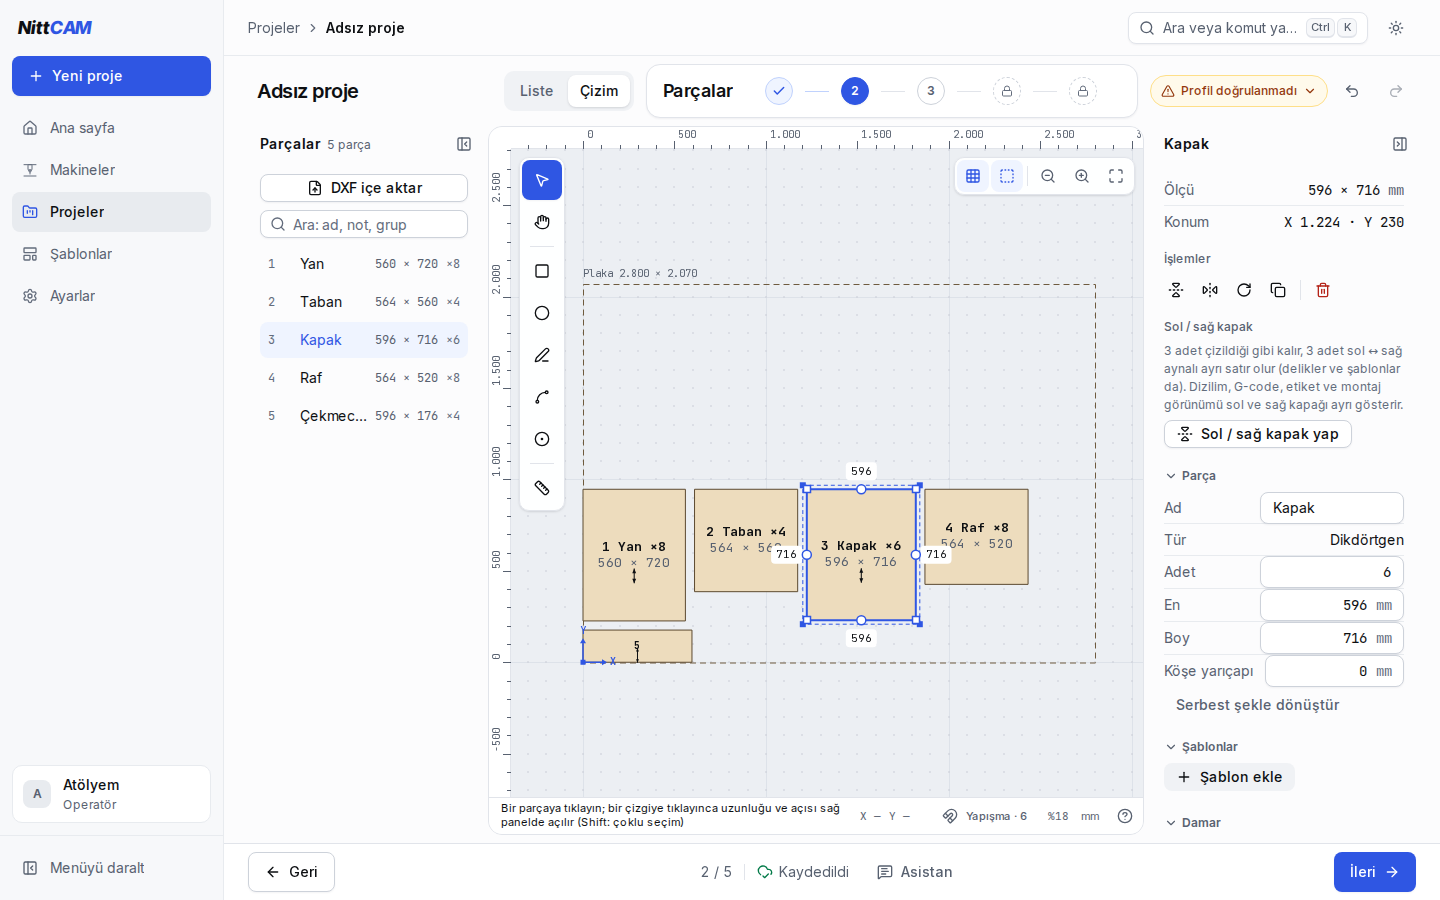 NittCAM
Yeni proje
Ana sayfa
Makineler
Projeler
Şablonlar
Ayarlar
A
Atölyem
Operatör
Menüyü daralt
Projeler > Adsız proje
Ara veya komut ya... Ctrl K
Adsız proje
Liste Çizim
Parçalar 2 3
Profil doğrulanmadı
Parçalar 5 parça
DXF içe aktar
Ara: ad, not, grup
1 Yan 560 × 720 ×8
2 Taban 564 × 560 ×4
3 Kapak 596 × 716 ×6
4 Raf 564 × 520 ×8
5 Çekmec... 596 × 176 ×4
0 500 1.000 1.500 2.000 2.500 3
2.500
2.000
1.500
1.000
500
0
-500
Plaka 2.800 × 2.070
596
1 Yan ×8
560 × 720
2 Taban ×4
564 × 560
716
3 Kapak ×6
596 × 716
716
4 Raf ×8
564 × 520
596
5
Y
X
Bir parçaya tıklayın; bir çizgiye tıklayınca uzunluğu ve açısı sağ
panelde açılır (Shift: çoklu seçim)
X — Y —
Yapışma · 6
%18 mm
Kapak
Ölçü 596 × 716 mm
Konum X 1.224 · Y 230
İşlemler
Sol / sağ kapak
3 adet çizildiği gibi kalır, 3 adet sol ↔ sağ
aynalı ayrı satır olur (delikler ve şablonlar
da). Dizilim, G-code, etiket ve montaj
görünümü sol ve sağ kapağı ayrı gösterir.
Sol / sağ kapak yap
Parça
Ad Kapak
Tür Dikdörtgen
Adet 6
En 596 mm
Boy 716 mm
Köşe yarıçapı 0 mm
Serbest şekle dönüştür
Şablonlar
Şablon ekle
Damar
Geri
2 / 5
Kaydedildi
Asistan
İleri